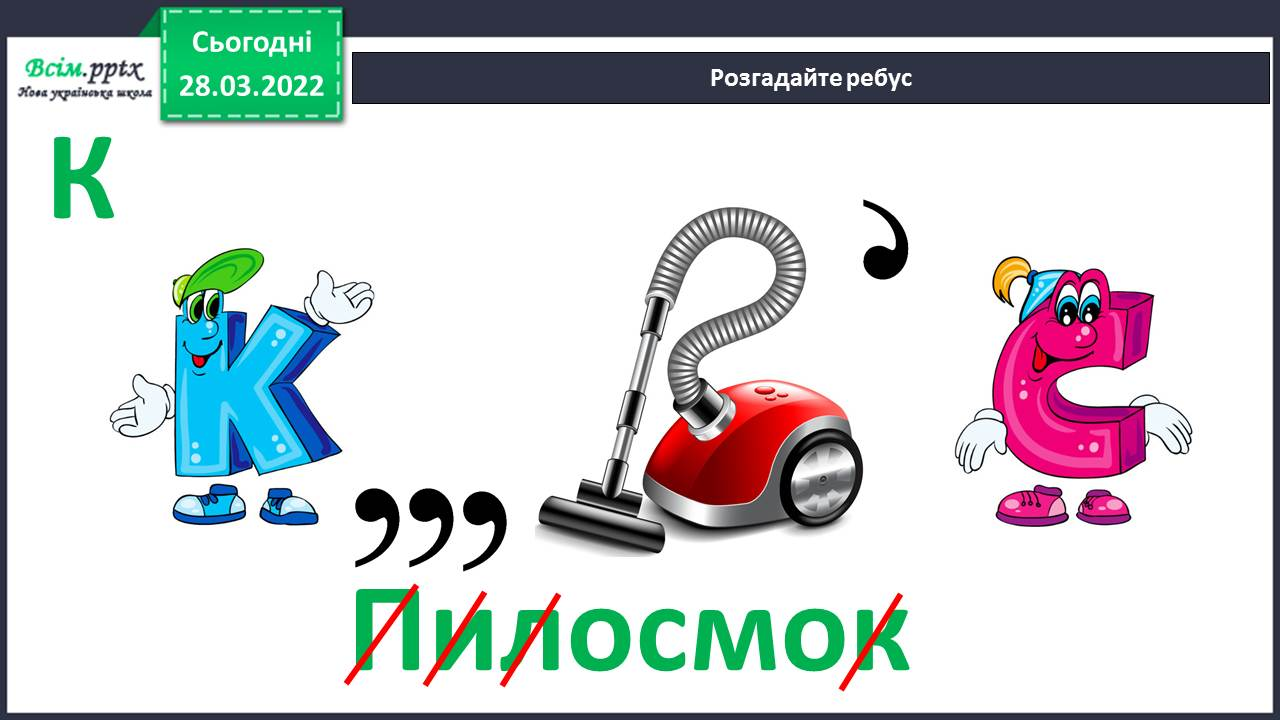 Сьогодні
28.03.2022
Всім.pptx
Нова українська школа
Розгадайте ребус
К
К
С
,,,
Пилосмок